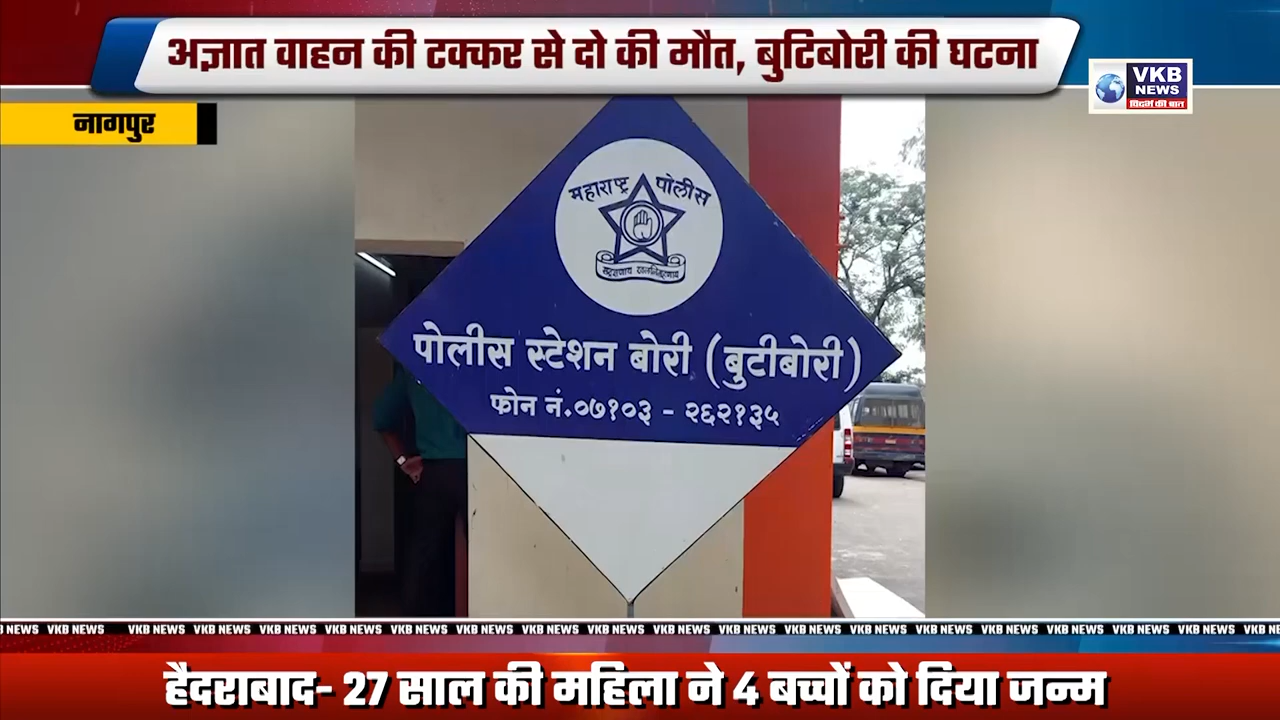 अज्ञात वाहन की टक्कर से दो की मौत, बुटिबोरी की घटना
VKB
NEWS
विदर्भ की बात
नागपुर
महाराष्ट्र पोलीस
पोलीस स्टेशन बोरी (बुटीबोरी)
फोन नं.०७१०३ - २६२१३५
NEWS VKB NEWS VKB NEWS VKB NEWS VKB NEWS VKB NEWS VKB NEWS VKB NEWS VKB NEWS VKB NEWS VKB NEWS VKB NEWS VKB NEWS VKB NEWS VKB NEWS VKB NEWS VKB NEWS VKB NEWS VKB NEWS
हैदराबाद- 27 साल की महिला ने 4 बच्चों को दिया जन्म